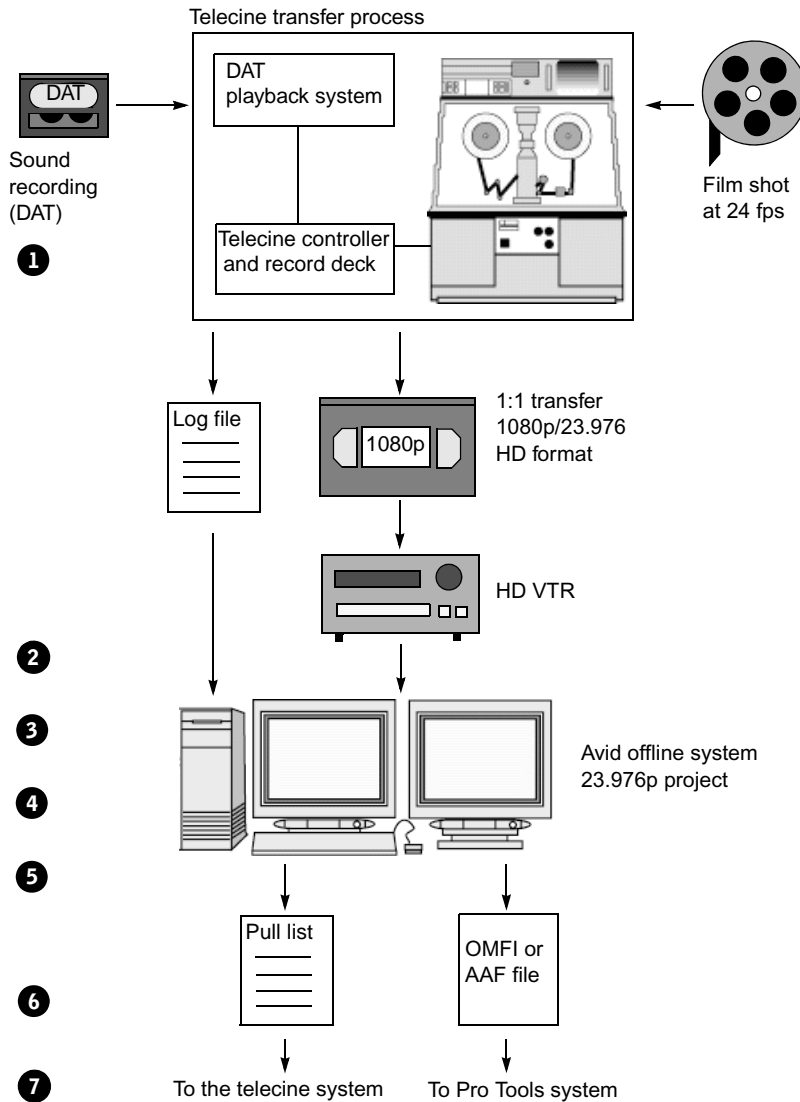 Telecine transfer process
DAT
Sound
recording
(DAT)
DAT
playback system
Telecine controller
and record deck
Film shot
at 24 fps
1
Log file
1080p
1:1 transfer
1080p/23.976
HD format
HD VTR
2
3
Avid offline system
23.976p project
4
5
Pull list
OMFI or
AAF file
6
7
To the telecine system
To Pro Tools system